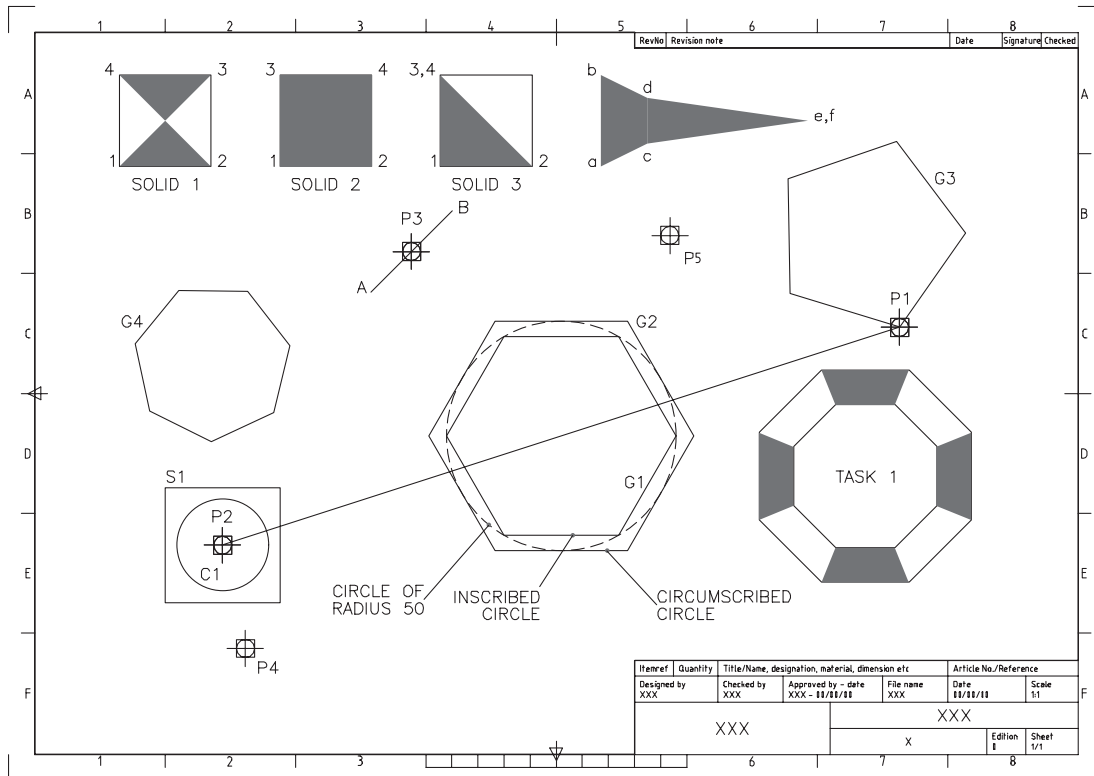 1 2 3 4 5 6 7 8
RevNo Revision note Date Signature Checked
A A
4 3 3 4 3,4 b d e,f
1 2 1 2 1 2 a c
SOLID 1 SOLID 2 SOLID 3
G3
B B
P3 B
P5
A
P1
G4 G2
C C
D D
G1 TASK 1
S1
P2
C1
E E
CIRCLE OF
RADIUS 50
INSCRIBED
CIRCLE
CIRCUMSCRIBED
CIRCLE
P4
F F
Itemref Quantity Title/Name, designation, material, dimension etc Article No./Reference
Designed by Checked by Approved by - date File name Date Scale
XXX XXX XXX - 00/00/00 XXX 00/00/00 1:1
XXX XXX
X Edition Sheet
0 1/1
1 2 3 6 7 8